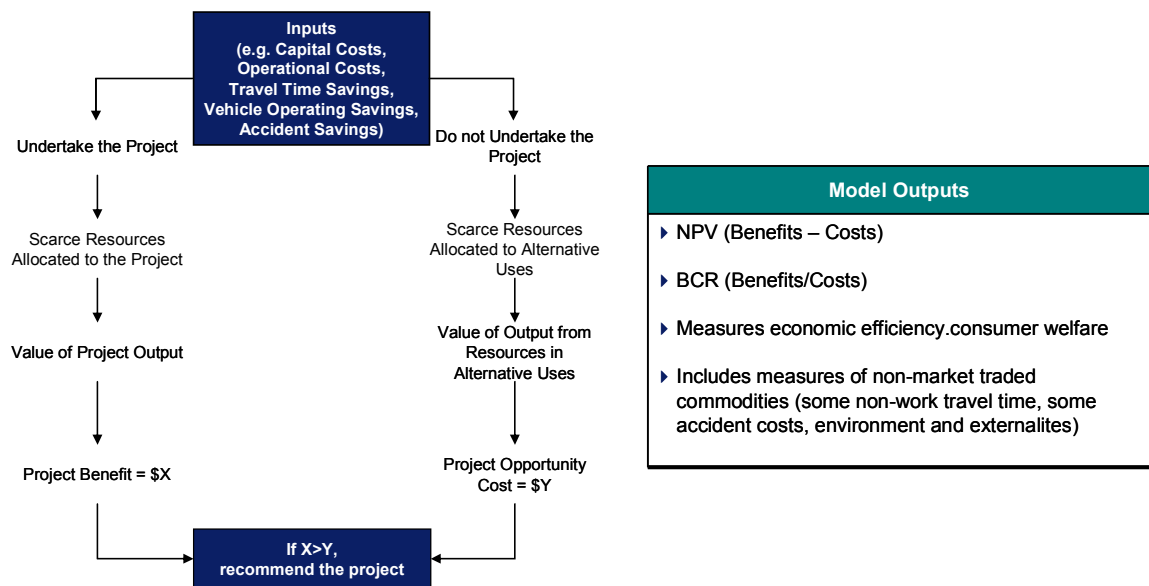 Inputs
(e.g. Capital Costs,
Operational Costs,
Travel Time Savings,
Vehicle Operating Savings,
Accident Savings)
Undertake the Project
Scarce Resources
Allocated to the Project
Value of Project Output
Project Benefit = $X
Do not Undertake the
Project
Scarce Resources
Allocated to Alternative
Uses
Value of Output from
Resources in
Alternative Uses
Project Opportunity
Cost = $Y
If X>Y,
recommend the project
Model Outputs
NPV (Benefits – Costs)
BCR (Benefits/Costs)
Measures economic efficiency.consumer welfare
Includes measures of non-market traded
commodities (some non-work travel time, some
accident costs, environment and externalites)